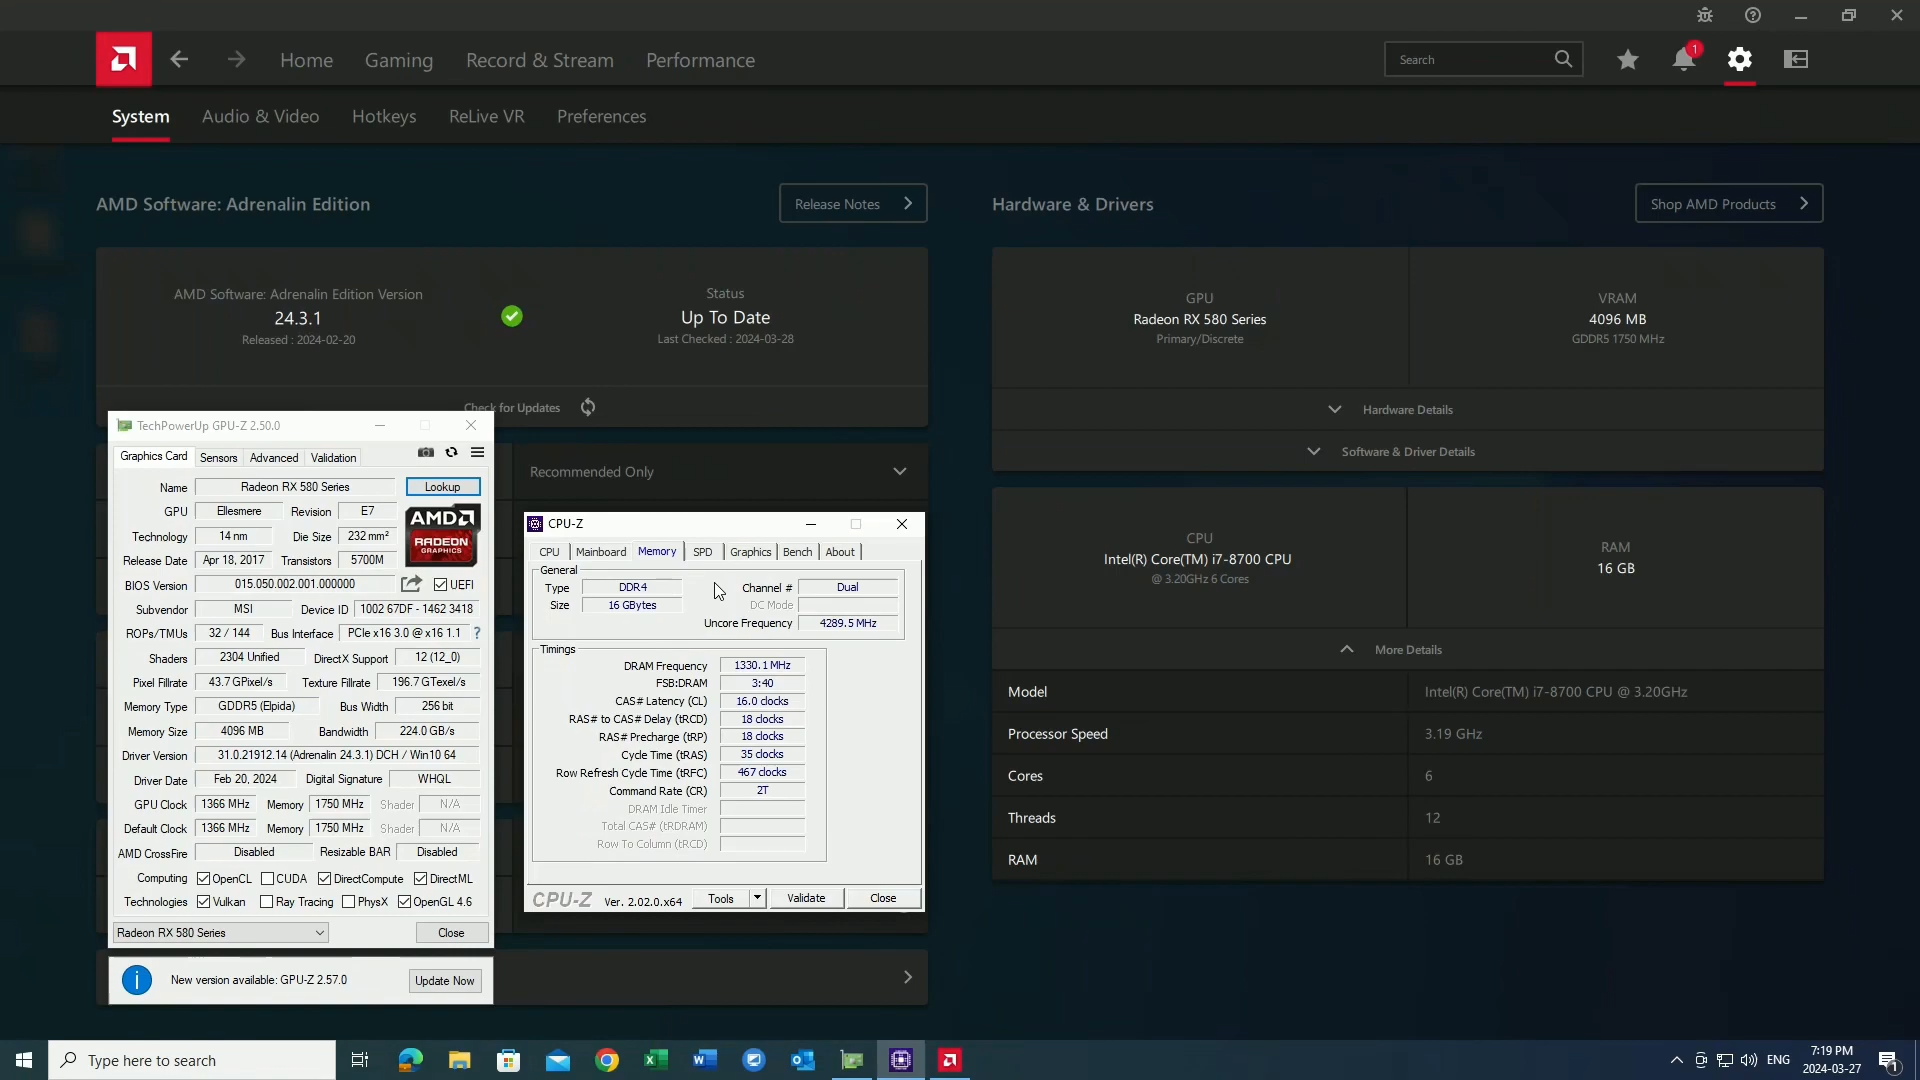 Home
Gaming
Record & Stream
Performance
Search
1
System
Audio & Video
Hotkeys
ReLive VR
Preferences
AMD Software: Adrenalin Edition
Release Notes
AMD Software: Adrenalin Edition Version
24.3.1
Released : 2024-02-20
Status
Up To Date
Last Checked : 2024-03-28
Check for Updates
Recommended Only
Hardware & Drivers
Shop AMD Products
GPU
Radeon RX 580 Series
Primary/Discrete
VRAM
4096 MB
GDDR5 1750 MHz
Hardware Details
Software & Driver Details
CPU
Intel(R) Core(TM) i7-8700 CPU
@ 3.20GHz 6 Cores
RAM
16 GB
More Details
Model Intel(R) Core(TM) i7-8700 CPU @ 3.20GHz
Processor Speed 3.19 GHz
Cores 6
Threads 12
RAM 16 GB
TechPowerUp GPU-Z 2.50.0
Graphics Card Sensors Advanced Validation
Name Radeon RX 580 Series Lookup
GPU Ellesmere Revision E7
AMD
RADEON
GRAPHICS
Technology 14 nm Die Size 232 mm²
Release Date Apr 18, 2017 Transistors 5700M
BIOS Version 015.050.002.001.000000 UEFI
Subvendor MSI Device ID 1002 67DF - 1462 3418
ROPs/TMUs 32 / 144 Bus Interface PCIe x16 3.0 @ x16 1.1 ?
Shaders 2304 Unified DirectX Support 12 (12_0)
Pixel Fillrate 43.7 GPixel/s Texture Fillrate 196.7 GTexel/s
Memory Type GDDR5 (Elpida) Bus Width 256 bit
Memory Size 4096 MB Bandwidth 224.0 GB/s
Driver Version 31.0.21912.14 (Adrenalin 24.3.1) DCH / Win10 64
Driver Date Feb 20, 2024 Digital Signature WHQL
GPU Clock 1366 MHz Memory 1750 MHz Shader N/A
Default Clock 1366 MHz Memory 1750 MHz Shader N/A
AMD CrossFire Disabled Resizable BAR Disabled
Computing OpenCL CUDA DirectCompute DirectML
Technologies Vulkan Ray Tracing PhysX OpenGL 4.6
Radeon RX 580 Series Close
New version available: GPU-Z 2.57.0 Update Now
CPU-Z
CPU Mainboard Memory SPD Graphics Bench About
General
Type DDR4 Channel # Dual
Size 16 GBytes DC Mode
Uncore Frequency 4289.5 MHz
Timings
DRAM Frequency 1330.1 MHz
FSB:DRAM 3:40
CAS# Latency (CL) 16.0 clocks
RAS# to CAS# Delay (tRCD) 18 clocks
RAS# Precharge (tRP) 18 clocks
Cycle Time (tRAS) 35 clocks
Row Refresh Cycle Time (tRFC) 467 clocks
Command Rate (CR) 2T
DRAM Idle Timer
Total CAS# (tRDRAM)
Row To Column (tRCD)
CPU-Z Ver. 2.02.0.x64 Tools Validate Close
Type here to search
ENG
7:19 PM
2024-03-27
1